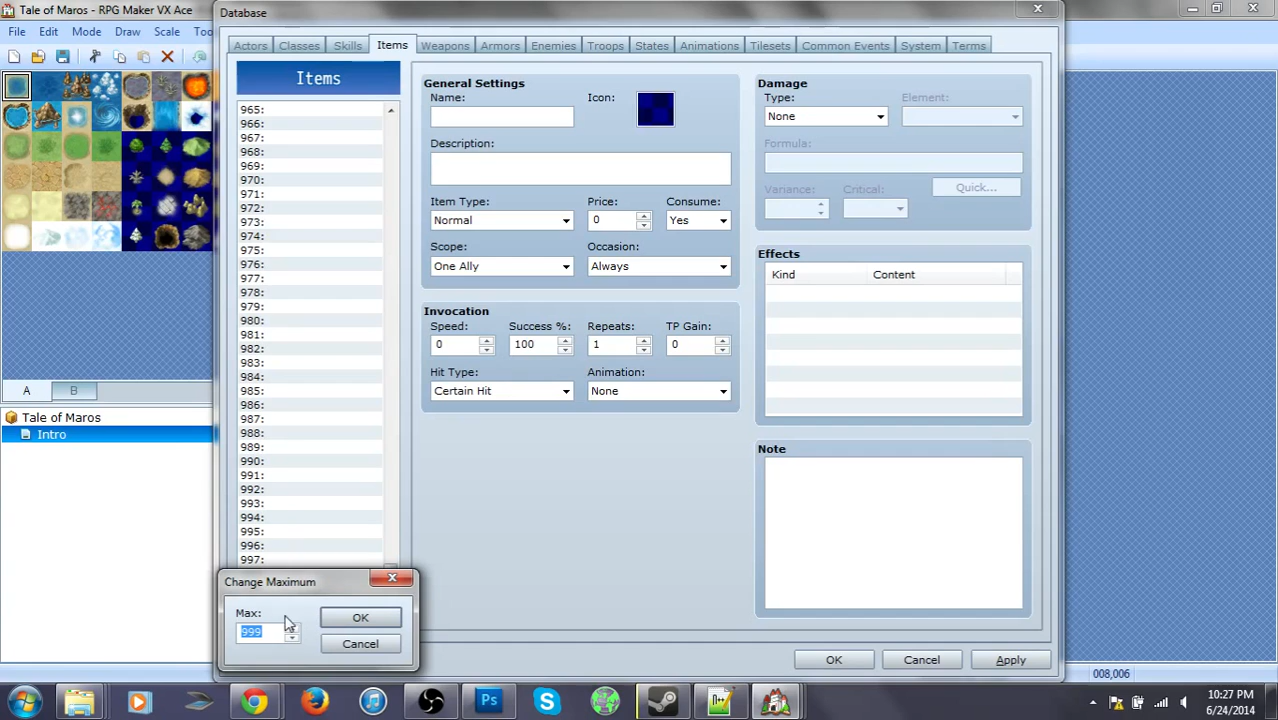 Tale of Maros - RPG Maker VX Ace
File Edit Mode Draw Scale Too
Database
Actors Classes Skills Items Weapons Armors Enemies Troops States Animations Tilesets Common Events System Terms
Items
965:
966:
967:
968:
969:
970:
971:
972:
973:
974:
975:
976:
977:
978:
979:
980:
981:
982:
983:
984:
985:
986:
987:
988:
989:
990:
991:
992:
993:
994:
995:
996:
997:
General Settings
Name: Icon:
Description:
Item Type: Price: Consume:
Normal 0 Yes
Scope: Occasion:
One Ally Always
Invocation
Speed: Success %: Repeats: TP Gain:
0 100 1 0
Hit Type: Animation:
Certain Hit None
Damage
Type: Element:
None
Formula:
Variance: Critical: Quick...
Effects
Kind Content
Note
A B
Tale of Maros
Intro
Change Maximum
Max:
999
OK
Cancel
OK Cancel Apply
008,006
Ps
10:27 PM
6/24/2014